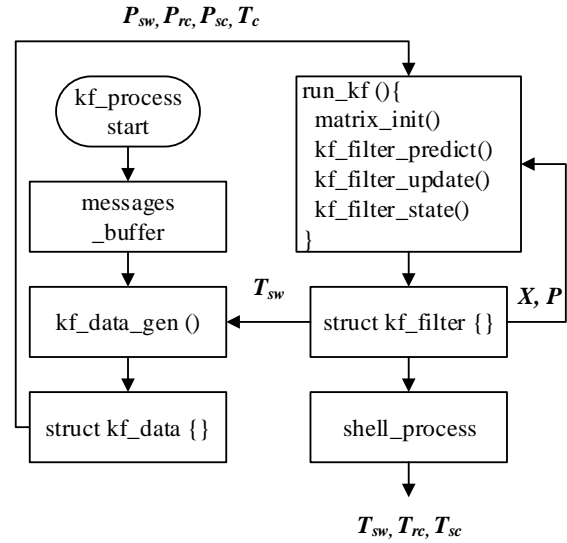 P_sw, P_rc, P_sc, T_c
kf_process
start
messages
_buffer
kf_data_gen ()
struct kf_data {}
run_kf (){
matrix_init()
kf_filter_predict()
kf_filter_update()
kf_filter_state()
}
T_sw
X, P
struct kf_filter {}
shell_process
T_sw, T_rc, T_sc